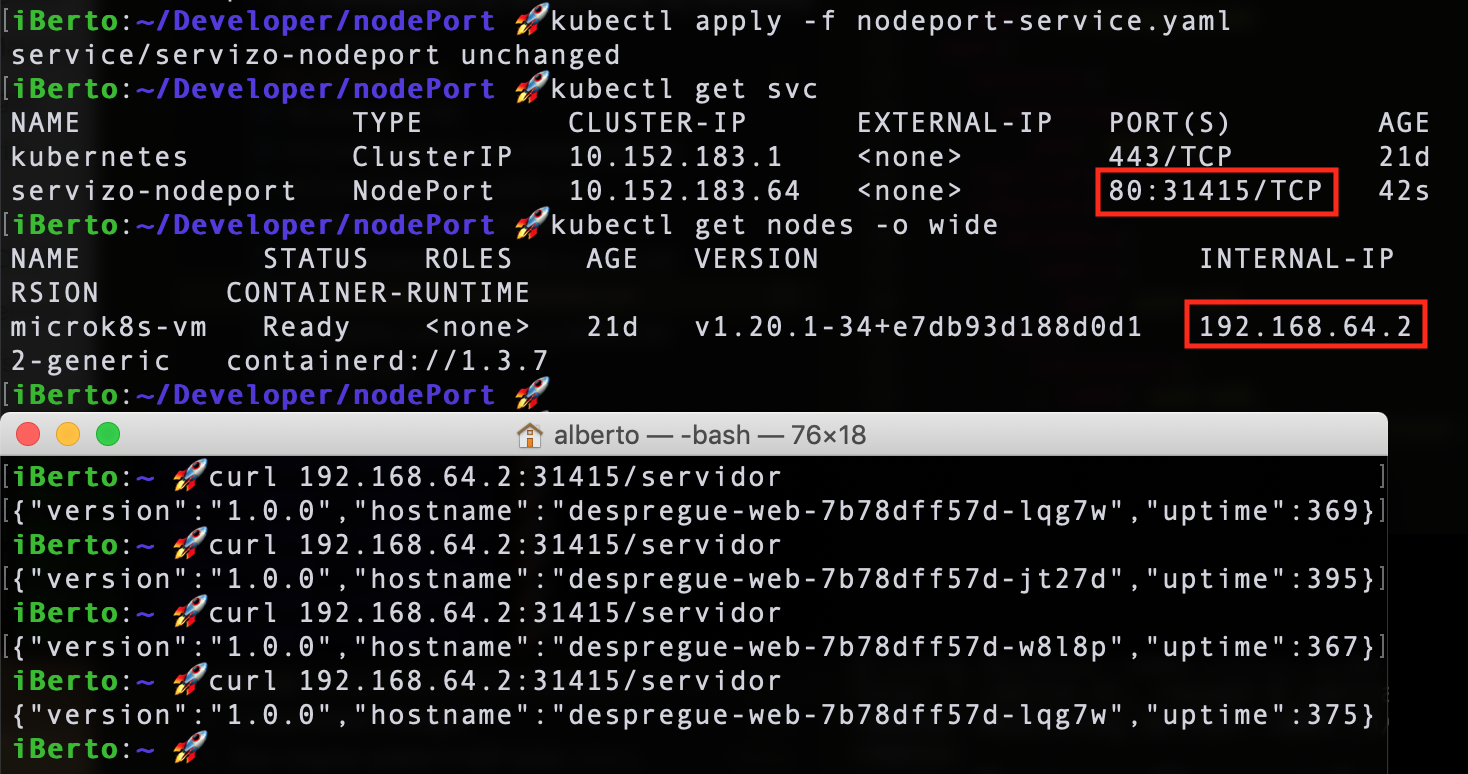 [iBerto:~/Developer/nodePort 🚀kubectl apply -f nodeport-service.yaml
service/servizo-nodeport unchanged
[iBerto:~/Developer/nodePort 🚀kubectl get svc
NAME TYPE CLUSTER-IP EXTERNAL-IP PORT(S) AGE
kubernetes ClusterIP 10.152.183.1 <none> 443/TCP 21d
servizo-nodeport NodePort 10.152.183.64 <none> 80:31415/TCP 42s
[iBerto:~/Developer/nodePort 🚀kubectl get nodes -o wide
NAME STATUS ROLES AGE VERSION INTERNAL-IP
RSION CONTAINER-RUNTIME
microk8s-vm Ready <none> 21d v1.20.1-34+e7db93d188d0d1 192.168.64.2
2-generic containerd://1.3.7
[iBerto:~/Developer/nodePort 🚀
alberto — -bash — 76×18
[iBerto:~ 🚀curl 192.168.64.2:31415/servidor ]
[{"version":"1.0.0","hostname":"despregue-web-7b78dff57d-lqg7w","uptime":369}]
iBerto:~ 🚀curl 192.168.64.2:31415/servidor
[{"version":"1.0.0","hostname":"despregue-web-7b78dff57d-jt27d","uptime":395}]
iBerto:~ 🚀curl 192.168.64.2:31415/servidor
[{"version":"1.0.0","hostname":"despregue-web-7b78dff57d-w8l8p","uptime":367}]
iBerto:~ 🚀curl 192.168.64.2:31415/servidor
{"version":"1.0.0","hostname":"despregue-web-7b78dff57d-lqg7w","uptime":375}
iBerto:~ 🚀